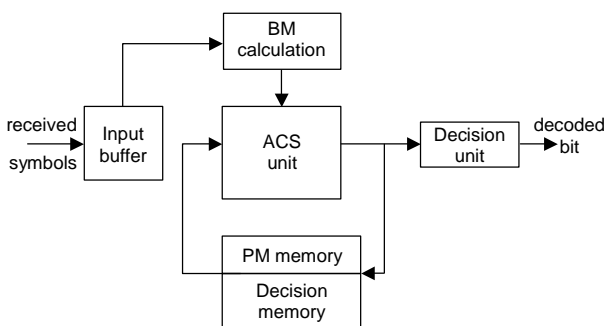 BM
calculation
received
symbols
Input
buffer
ACS
unit
Decision
unit
decoded
bit
PM memory
Decision
memory